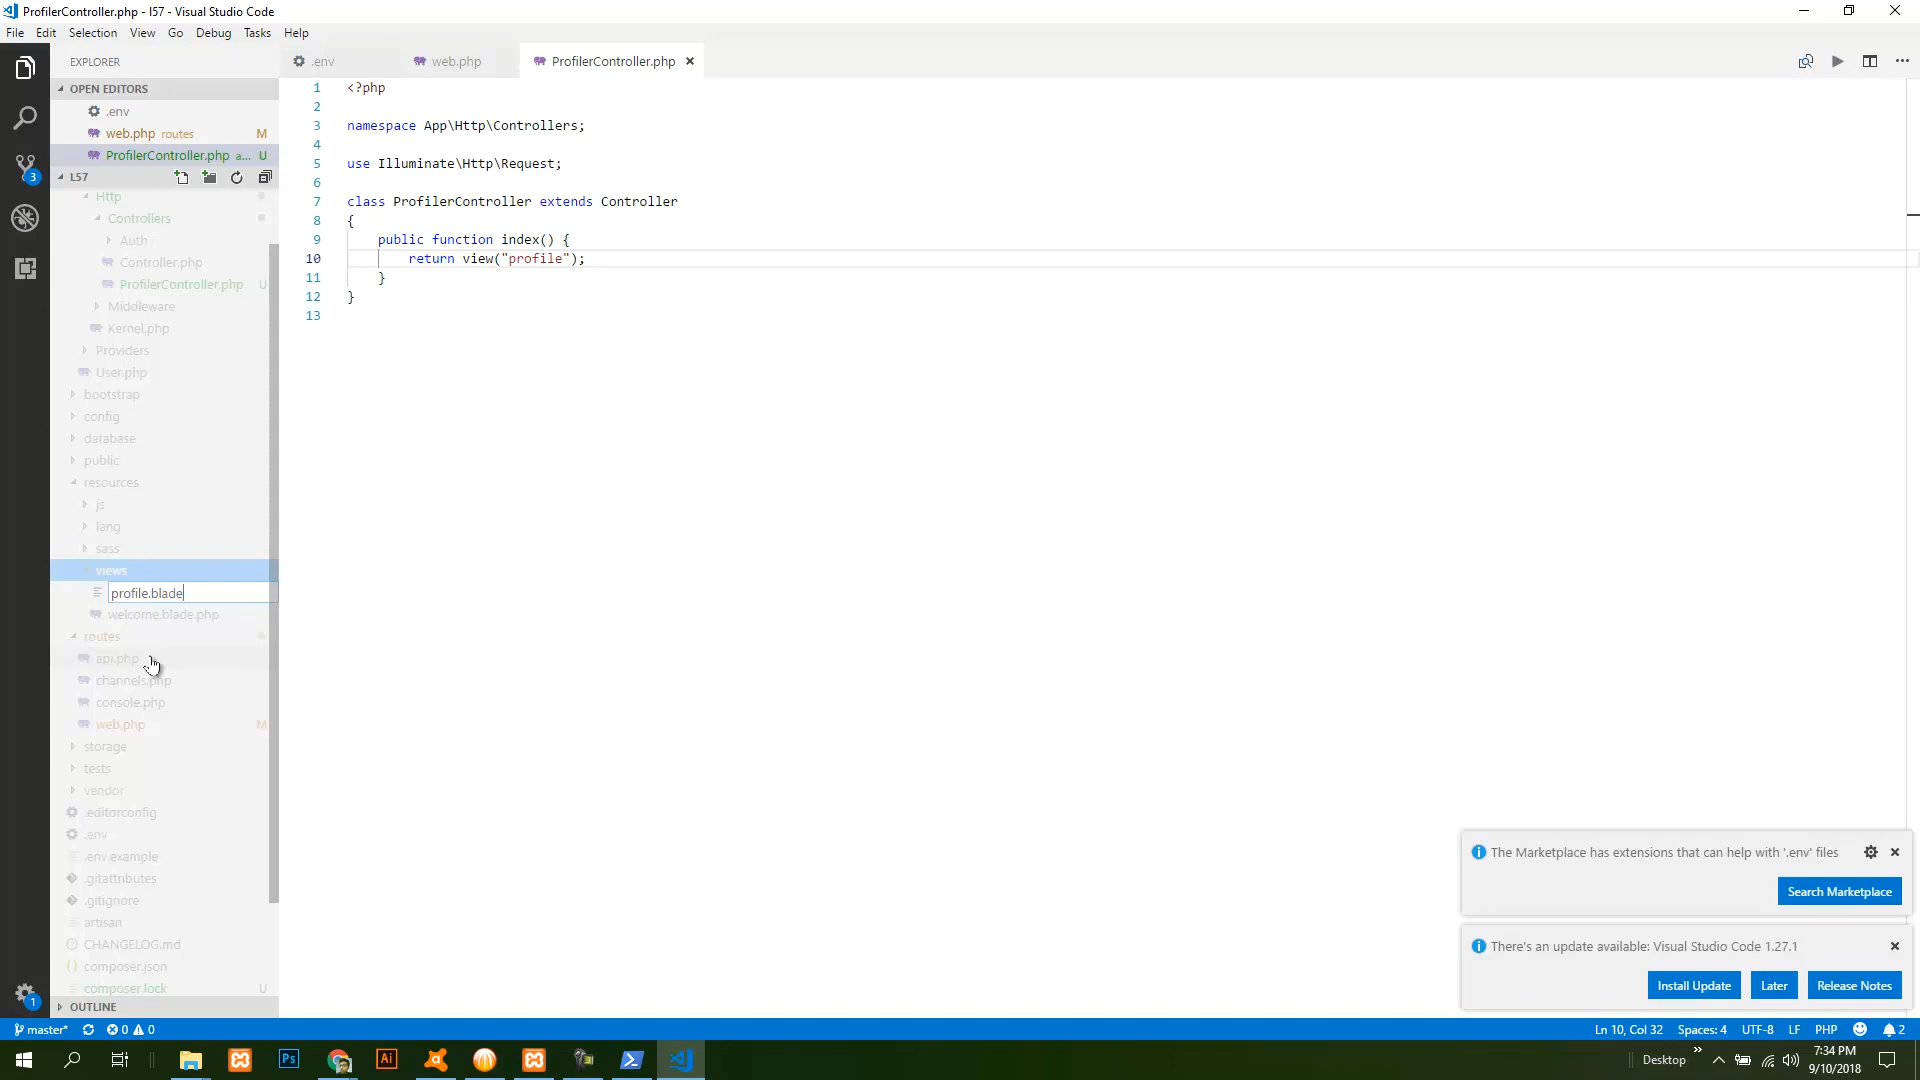 ProfilerController.php - l57 - Visual Studio Code
File Edit Selection View Go Debug Tasks Help
EXPLORER
.env
web.php
ProfilerController.php
OPEN EDITORS
.env
web.php routes M
ProfilerController.php a... U
L57
Http
Controllers
Auth
Controller.php
ProfilerController.php U
Middleware
Kernel.php
Providers
User.php
bootstrap
config
database
public
resources
js
lang
sass
views
profile.blade
welcome.blade.php
routes
api.php
channels.php
console.php
web.php M
storage
tests
vendor
.editorconfig
.env
.env.example
.gitattributes
.gitignore
artisan
CHANGELOG.md
composer.json
composer.lock U
OUTLINE
1 <?php
2
3 namespace App\Http\Controllers;
4
5 use Illuminate\Http\Request;
6
7 class ProfilerController extends Controller
8 {
9 public function index() {
10 return view("profile");
11 }
12 }
13
The Marketplace has extensions that can help with '.env' files
Search Marketplace
There's an update available: Visual Studio Code 1.27.1
Install Update Later Release Notes
3
1
master* 0 0
Ln 10, Col 32 Spaces: 4 UTF-8 LF PHP 2
Ps
Ai
Desktop
7:34 PM
9/10/2018